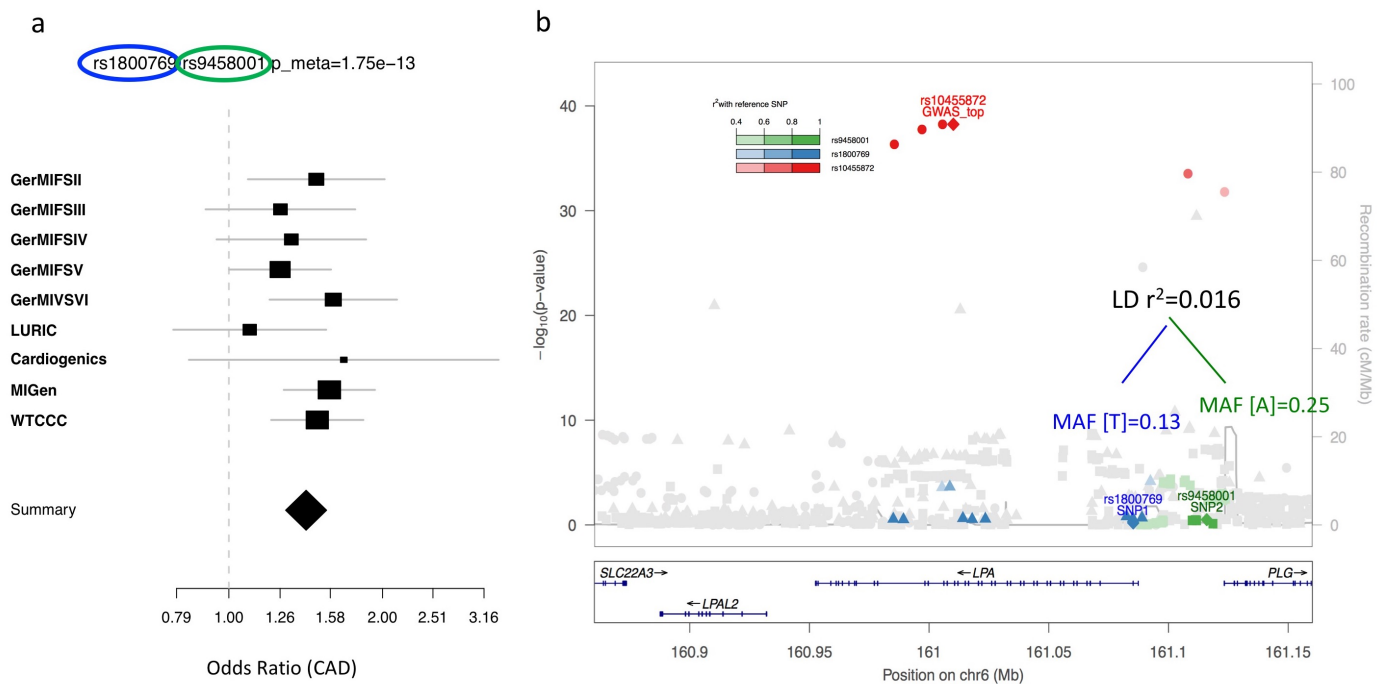 a
rs1800769 rs9458001 p_meta=1.75e−13
GerMIFSII
GerMIFSIII
GerMIFSIV
GerMIFSV
GerMIVSVI
LURIC
Cardiogenics
MIGen
WTCCC
Summary
0.79 1.00 1.26 1.58 2.00 2.51 3.16
Odds Ratio (CAD)
b
−log10(p−value)
40
30
20
10
0
r2 with reference SNP
0.4 0.6 0.8 1
rs9458001
rs1800769
rs10455872
rs10455872
GWAS_top
LD r2=0.016
MAF [T]=0.13
MAF [A]=0.25
rs1800769
SNP1
rs9458001
SNP2
100
80
60
40
20
0
Recombination rate (cM/Mb)
SLC22A3→
←LPAL2
←LPA
PLG→
160.9 160.95 161 161.05 161.1 161.15
Position on chr6 (Mb)